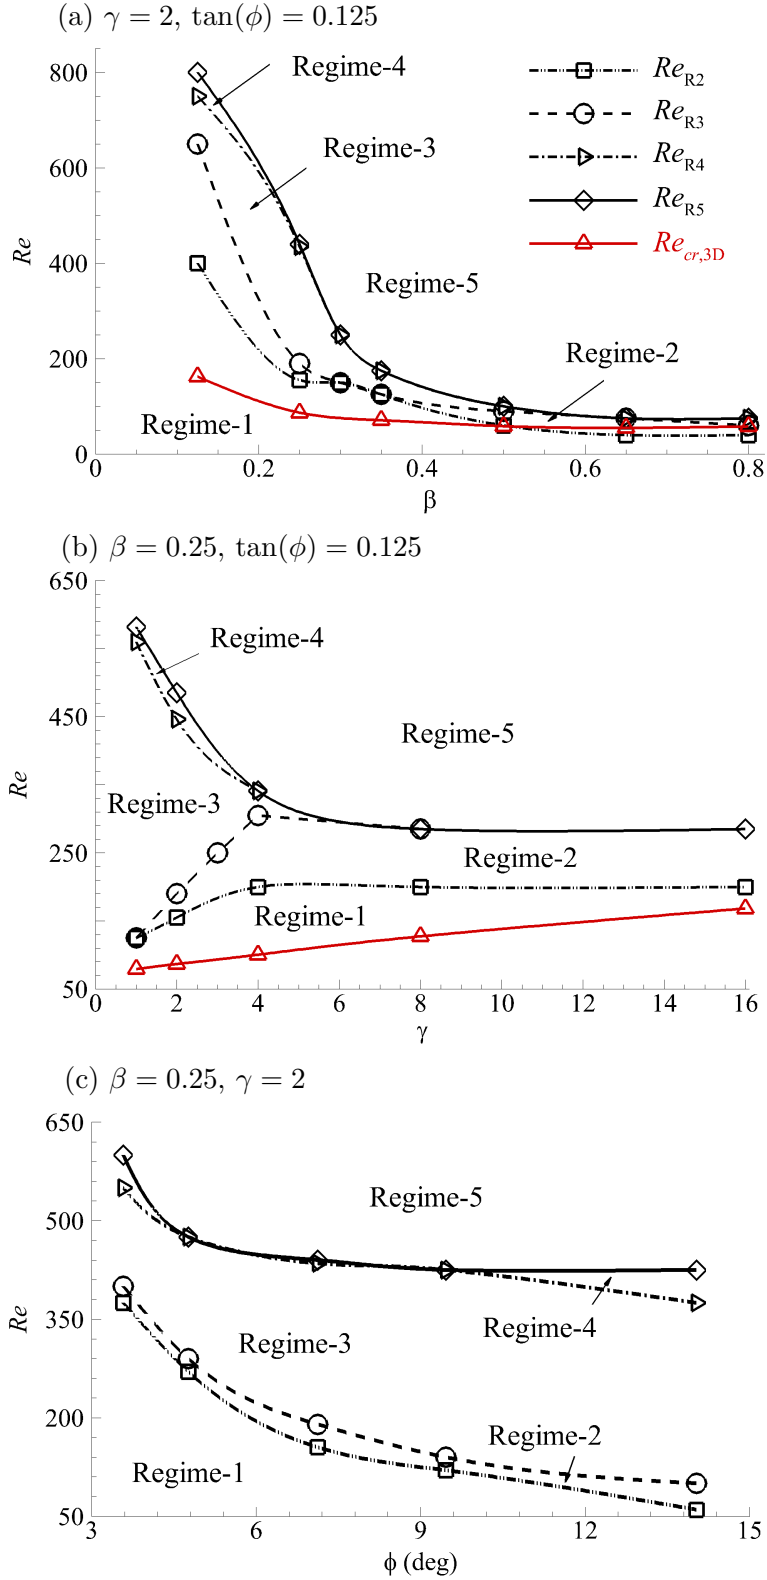 (a) γ = 2, tan(ϕ) = 0.125
800
600
400
200
0
Re
Regime-4
Regime-3
Regime-5
Regime-2
Regime-1
Re_R2
Re_R3
Re_R4
Re_R5
Re_cr,3D
0 0.2 0.4 0.6 0.8
β
(b) β = 0.25, tan(ϕ) = 0.125
650
450
250
50
Re
Regime-4
Regime-5
Regime-3
Regime-2
Regime-1
0 2 4 6 8 10 12 14 16
γ
(c) β = 0.25, γ = 2
650
500
350
200
50
Re
Regime-5
Regime-4
Regime-3
Regime-2
Regime-1
3 6 9 12 15
ϕ (deg)